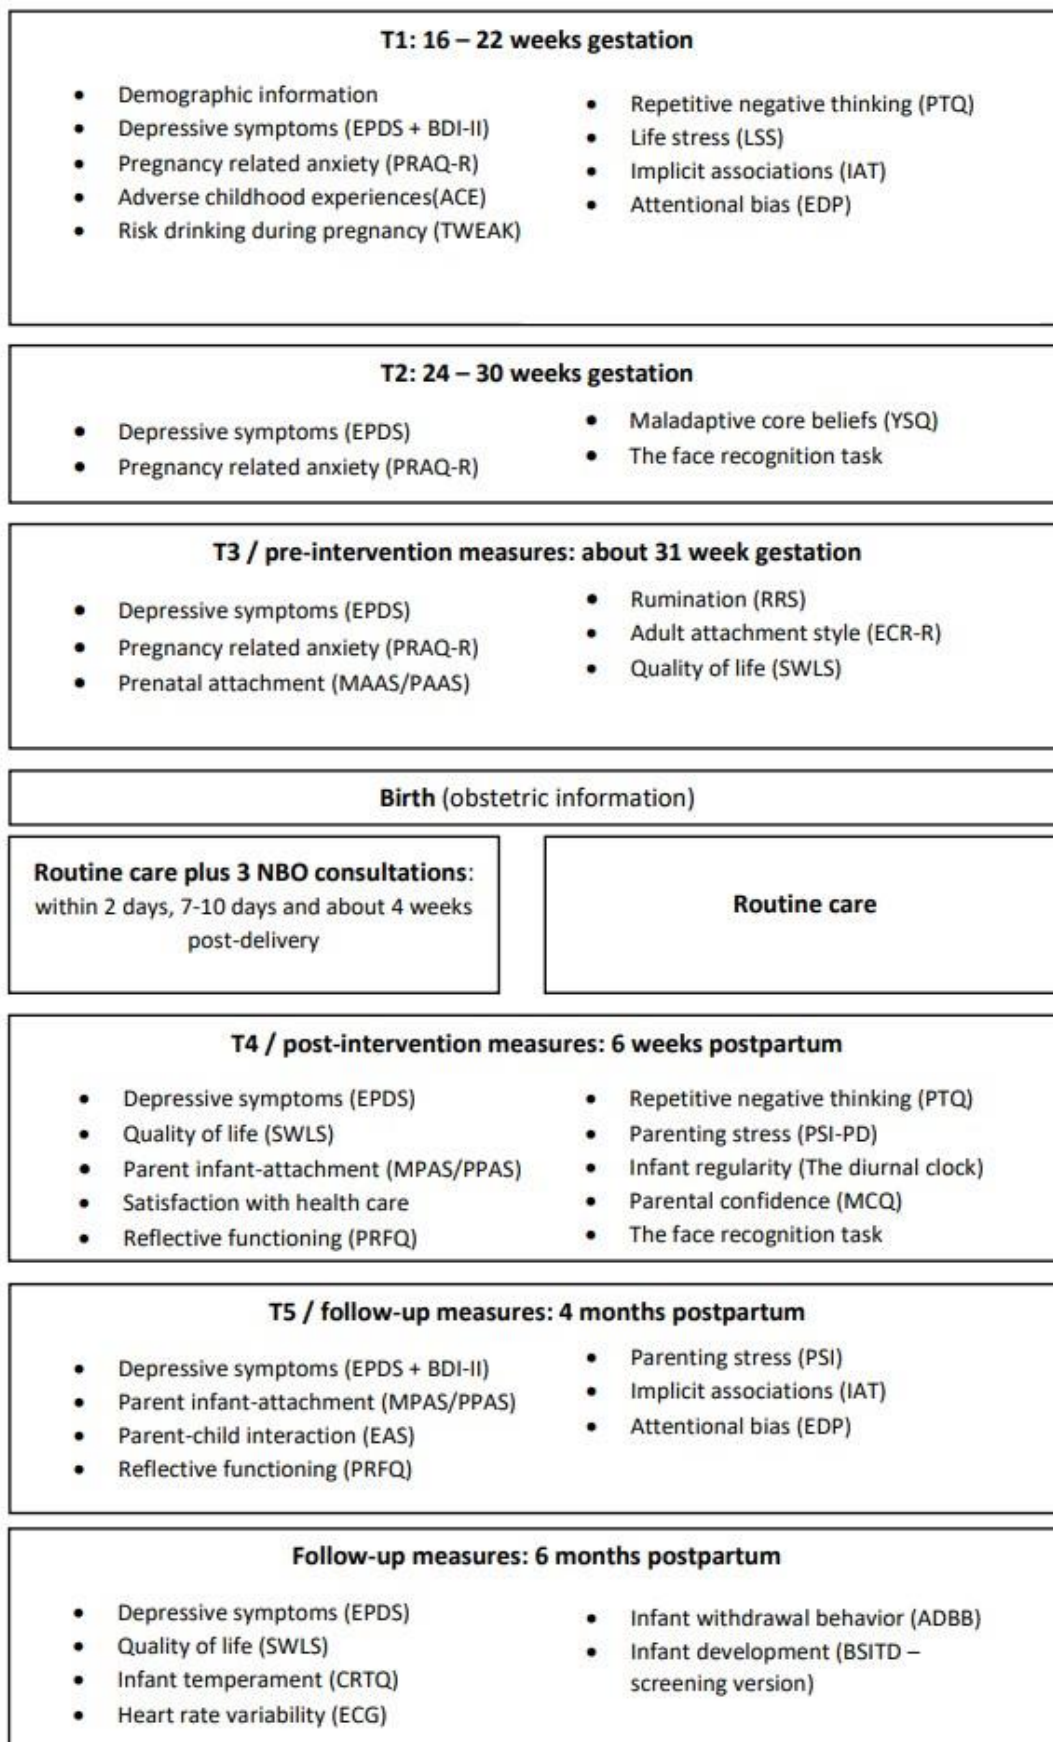 T1: 16 – 22 weeks gestation
• Demographic information
• Depressive symptoms (EPDS + BDI-II)
• Pregnancy related anxiety (PRAQ-R)
• Adverse childhood experiences(ACE)
• Risk drinking during pregnancy (TWEAK)
• Repetitive negative thinking (PTQ)
• Life stress (LSS)
• Implicit associations (IAT)
• Attentional bias (EDP)
T2: 24 – 30 weeks gestation
• Depressive symptoms (EPDS)
• Pregnancy related anxiety (PRAQ-R)
• Maladaptive core beliefs (YSQ)
• The face recognition task
T3 / pre-intervention measures: about 31 week gestation
• Depressive symptoms (EPDS)
• Pregnancy related anxiety (PRAQ-R)
• Prenatal attachment (MAAS/PAAS)
• Rumination (RRS)
• Adult attachment style (ECR-R)
• Quality of life (SWLS)
Birth (obstetric information)
Routine care plus 3 NBO consultations:
within 2 days, 7-10 days and about 4 weeks
post-delivery
Routine care
T4 / post-intervention measures: 6 weeks postpartum
• Depressive symptoms (EPDS)
• Quality of life (SWLS)
• Parent infant-attachment (MPAS/PPAS)
• Satisfaction with health care
• Reflective functioning (PRFQ)
• Repetitive negative thinking (PTQ)
• Parenting stress (PSI-PD)
• Infant regularity (The diurnal clock)
• Parental confidence (MCQ)
• The face recognition task
T5 / follow-up measures: 4 months postpartum
• Depressive symptoms (EPDS + BDI-II)
• Parent infant-attachment (MPAS/PPAS)
• Parent-child interaction (EAS)
• Reflective functioning (PRFQ)
• Parenting stress (PSI)
• Implicit associations (IAT)
• Attentional bias (EDP)
Follow-up measures: 6 months postpartum
• Depressive symptoms (EPDS)
• Quality of life (SWLS)
• Infant temperament (CRTQ)
• Heart rate variability (ECG)
• Infant withdrawal behavior (ADBB)
• Infant development (BSITD –
screening version)